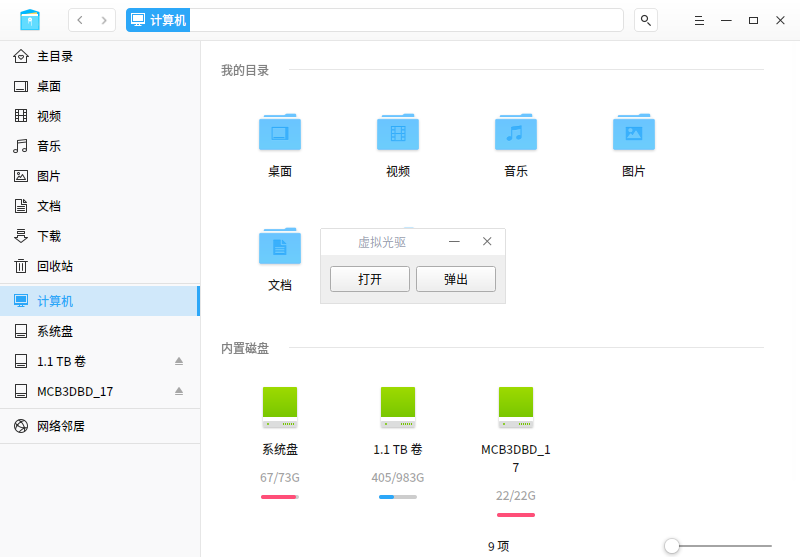 计算机
主目录
桌面
视频
音乐
图片
文档
下载
回收站
计算机
系统盘
1.1 TB 卷
MCB3DBD_17
网络邻居
我的目录
桌面
视频
音乐
图片
文档
虚拟光驱
打开
弹出
内置磁盘
系统盘
67/73G
1.1 TB 卷
405/983G
MCB3DBD_1
7
22/22G
9 项